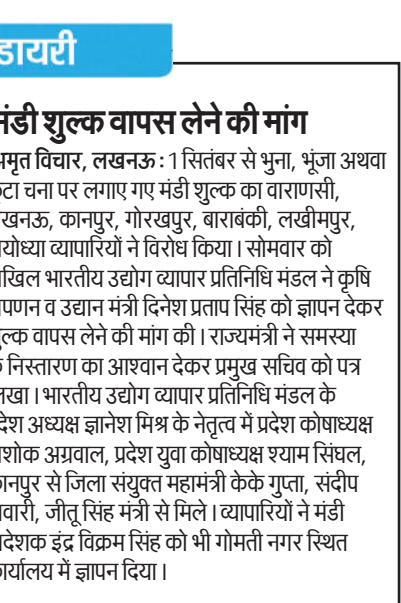 डायरी
मंडी शुल्क वापस लेने की मांग
अमृत विचार, लखनऊ : 1 सितंबर से भुना, भूंजा अथवा
चना पर लगाए गए मंडी शुल्क का वाराणसी,
लखनऊ, कानपुर, गोरखपुर, बाराबंकी, लखीमपुर,
अयोध्या व्यापारियों ने विरोध किया । सोमवार को
अखिल भारतीय उद्योग व्यापार प्रतिनिधि मंडल ने कृषि
विपणन व उद्यान मंत्री दिनेश प्रताप सिंह को ज्ञापन देकर
शुल्क वापस लेने की मांग की । राज्यमंत्री ने समस्या
के निस्तारण का आश्वान देकर प्रमुख सचिव को पत्र
लिखा । भारतीय उद्योग व्यापार प्रतिनिधि मंडल के
प्रदेश अध्यक्ष ज्ञानेश मिश्र के नेतृत्व में प्रदेश कोषाध्यक्ष
अशोक अग्रवाल, प्रदेश युवा कोषाध्यक्ष श्याम सिंघल,
कानपुर से जिला संयुक्त महामंत्री केके गुप्ता, संदीप
जीतू सिंह मंत्री से मिले । व्यापारियों ने मंडी
निदेशक इंद्र विक्रम सिंह को भी गोमती नगर स्थित
कार्यालय में ज्ञापन दिया ।